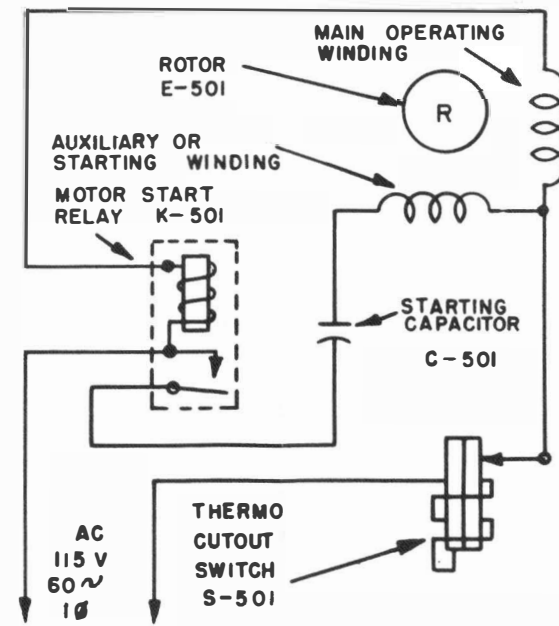 MAIN OPERATING
WINDING
ROTOR
E-501
R
AUXILIARY OR
STARTING WINDING
MOTOR START
RELAY K-501
STARTING
CAPACITOR
C-501
THERMO
CUTOUT
SWITCH
S-501
AC
115 V
60~
1Ø